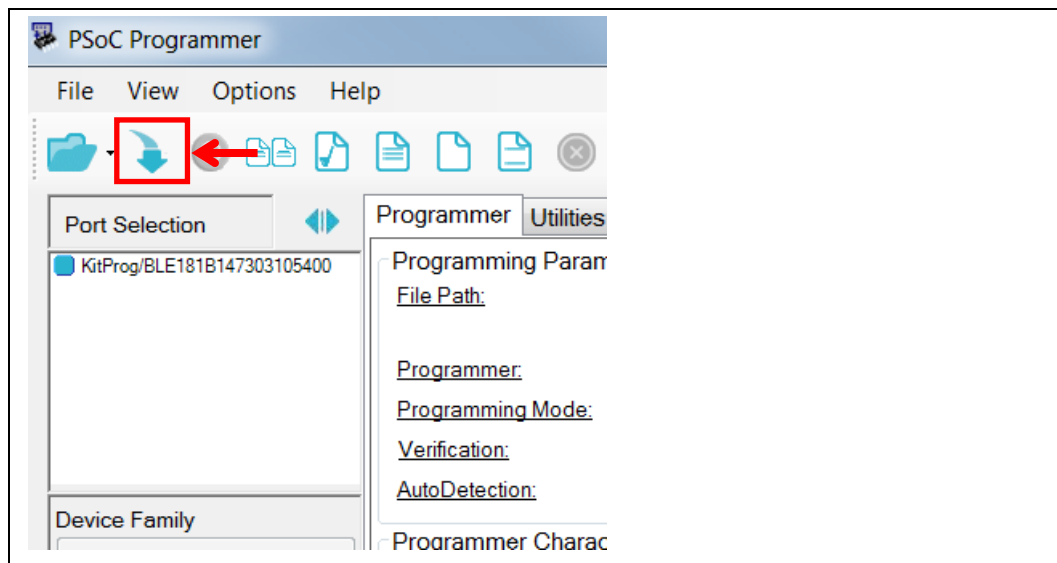 PSoC Programmer
File View Options Help
Port Selection
KitProg/BLE181B147303105400
Programmer Utilities
Programming Param
File Path:
Programmer:
Programming Mode:
Verification:
AutoDetection:
Device Family
Programmer Charac